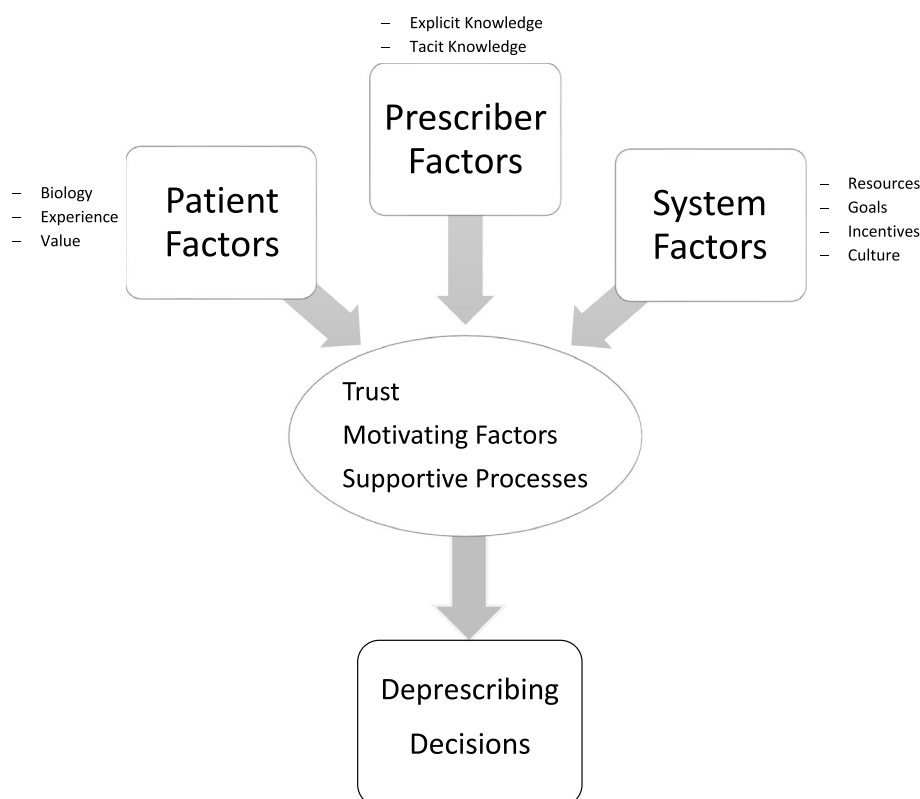 – Explicit Knowledge
– Tacit Knowledge
Prescriber
Factors
– Biology
– Experience
– Value
Patient
Factors
System
Factors
– Resources
– Goals
– Incentives
– Culture
Trust
Motivating Factors
Supportive Processes
Deprescribing
Decisions